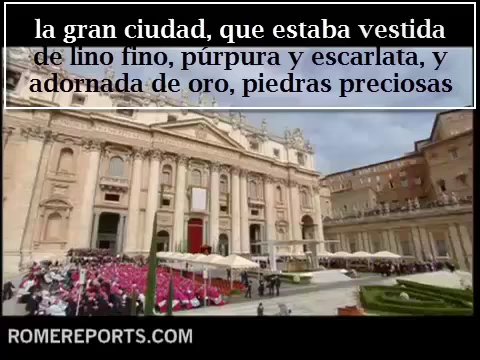 la gran ciudad, que estaba vestida
de lino fino, púrpura y escarlata, y
adornada de oro, piedras preciosas
ROMEREPORTS.COM